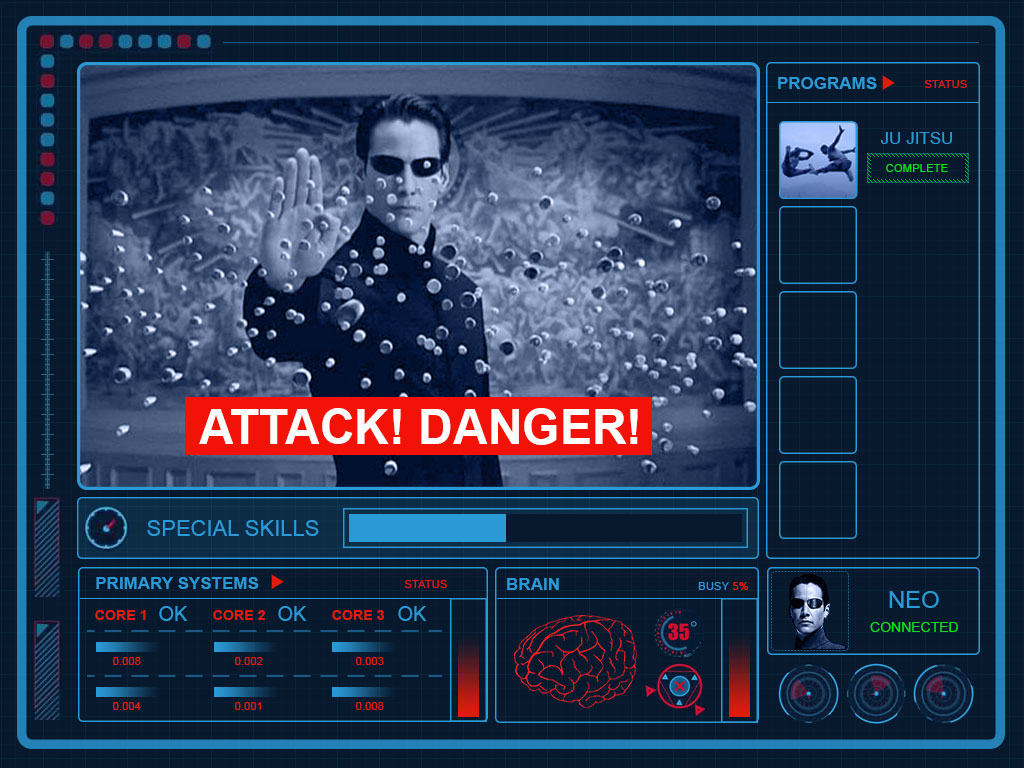 PROGRAMS
STATUS
JU JITSU
COMPLETE
ATTACK! DANGER!
SPECIAL SKILLS
PRIMARY SYSTEMS
STATUS
CORE 1 OK CORE 2 OK CORE 3 OK
0.008 0.002 0.003
0.004 0.001 0.008
BRAIN
BUSY 5%
35°
NEO
CONNECTED